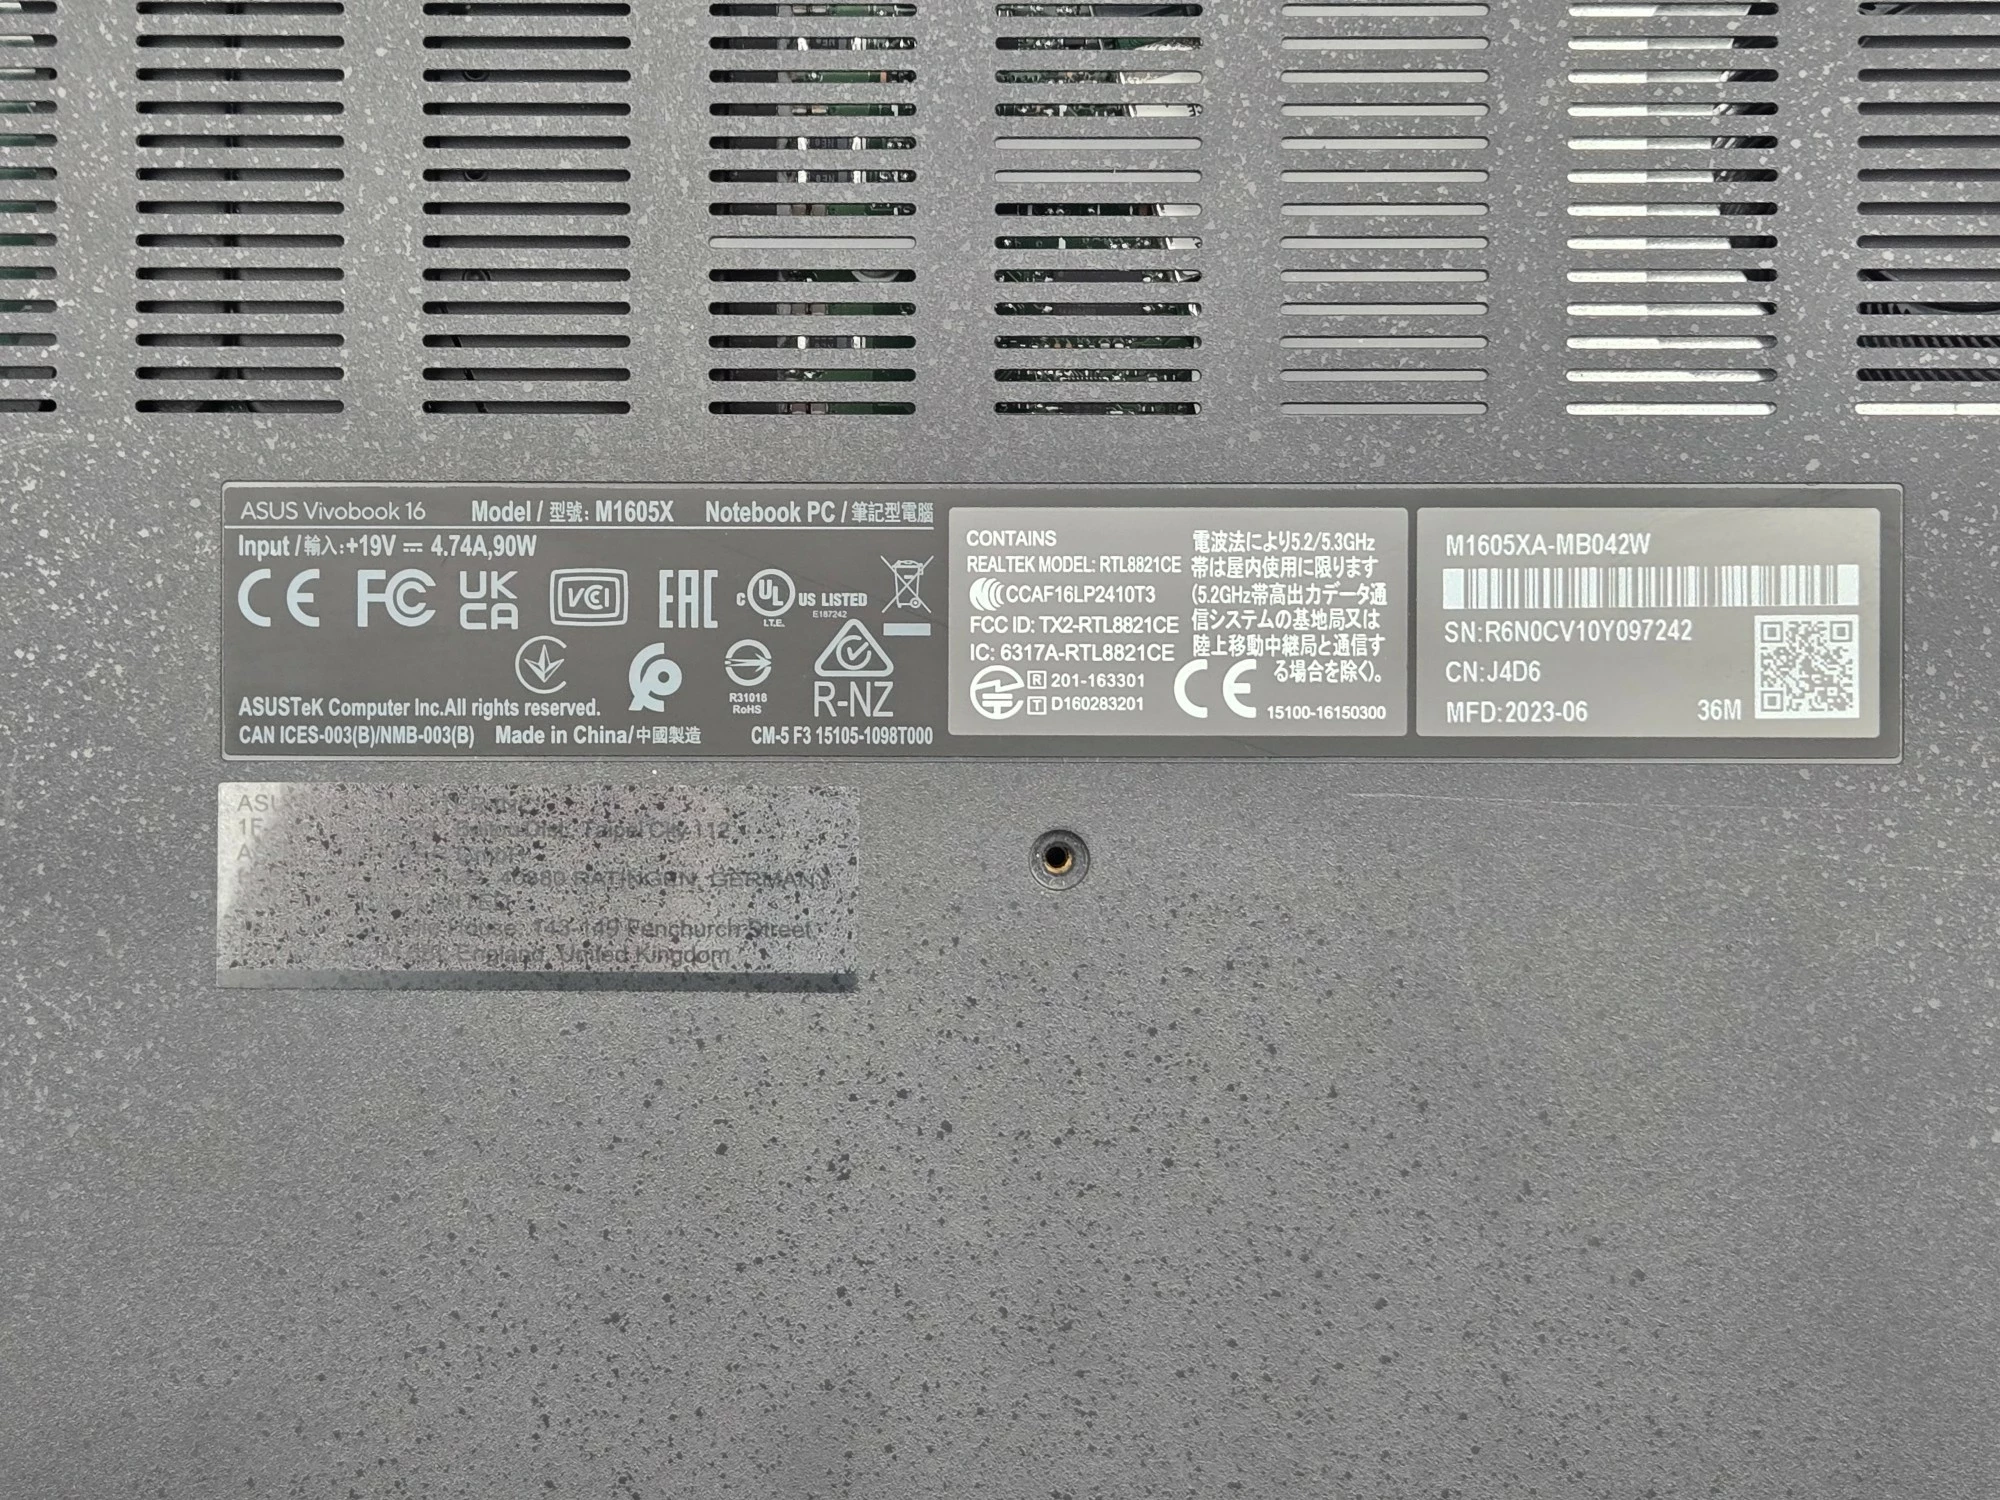 ASUS Vivobook 16 Model / 型號: M1605X Notebook PC / 筆記型電腦
Input / 輸入: +19V ⎓ 4.74A,90W
CE FC UK CA VCCI EAC c UL US LISTED
I.T.E. E187242
R31018
RoHS
R-NZ
ASUSTeK Computer Inc.All rights reserved.
CAN ICES-003(B)/NMB-003(B) Made in China/中國製造 CM-5 F3 15105-1098T000
CONTAINS
REALTEK MODEL: RTL8821CE
CCAF16LP2410T3
FCC ID: TX2-RTL8821CE
IC: 6317A-RTL8821CE
R 201-163301
T D160283201
電波法により5.2/5.3GHz
帯は屋内使用に限ります
(5.2GHz帯高出力データ通
信システムの基地局又は
陸上移動中継局と通信す
る場合を除く)。
CE 15100-16150300
M1605XA-MB042W
SN:R6N0CV10Y097242
CN:J4D6
MFD:2023-06 36M
Taipei City 112
RATINGEN, GERMANY
House, 143-149 Fenchurch Street
England, United Kingdom